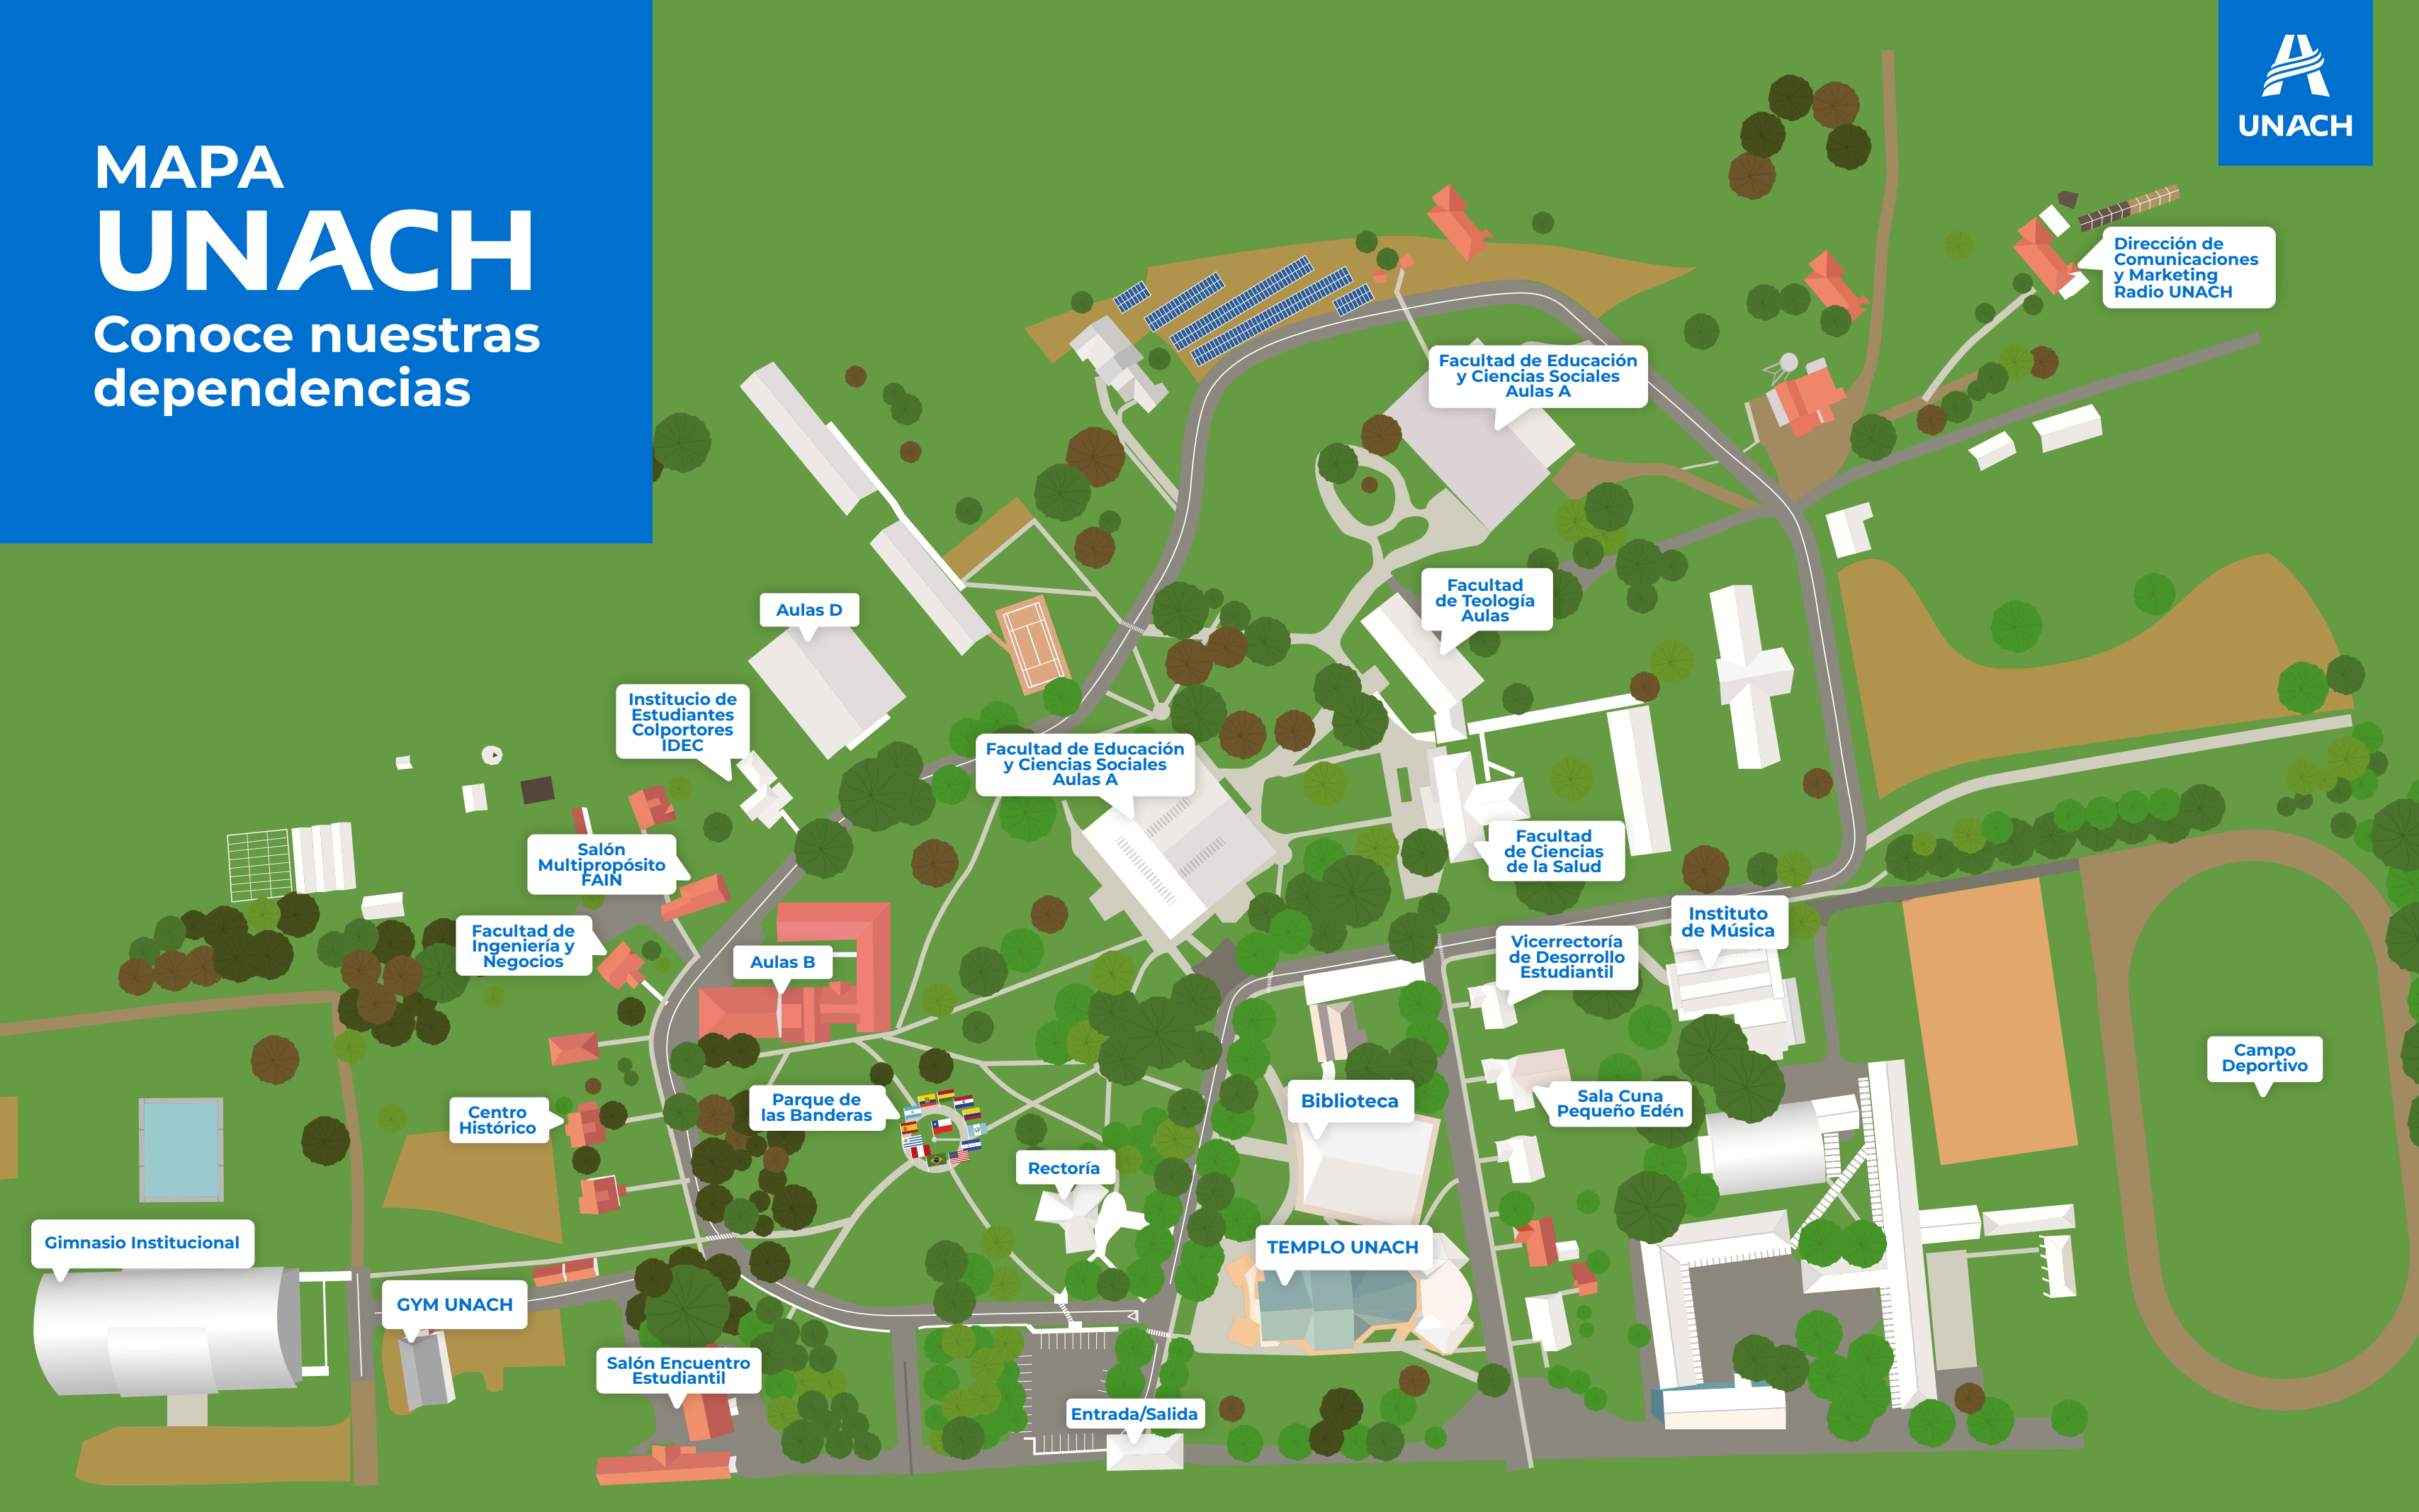 MAPA
UNACH
Conoce nuestras
dependencias
UNACH
Dirección de
Comunicaciones
y Marketing
Radio UNACH
Facultad de Educación
y Ciencias Sociales
Aulas A
Facultad
de Teología
Aulas
Aulas D
Institucio de
Estudiantes
Colportores
IDEC
Facultad de Educación
y Ciencias Sociales
Aulas A
Salón
Multipropósito
FAIN
Facultad
de Ciencias
de la Salud
Facultad de
Ingeniería y
Negocios
Aulas B
Instituto
de Música
Vicerrectoría
de Desorrollo
Estudiantil
Campo
Deportivo
Centro
Histórico
Parque de
las Banderas
Biblioteca
Sala Cuna
Pequeño Edén
Rectoría
Gimnasio Institucional
TEMPLO UNACH
GYM UNACH
Salón Encuentro
Estudiantil
Entrada/Salida